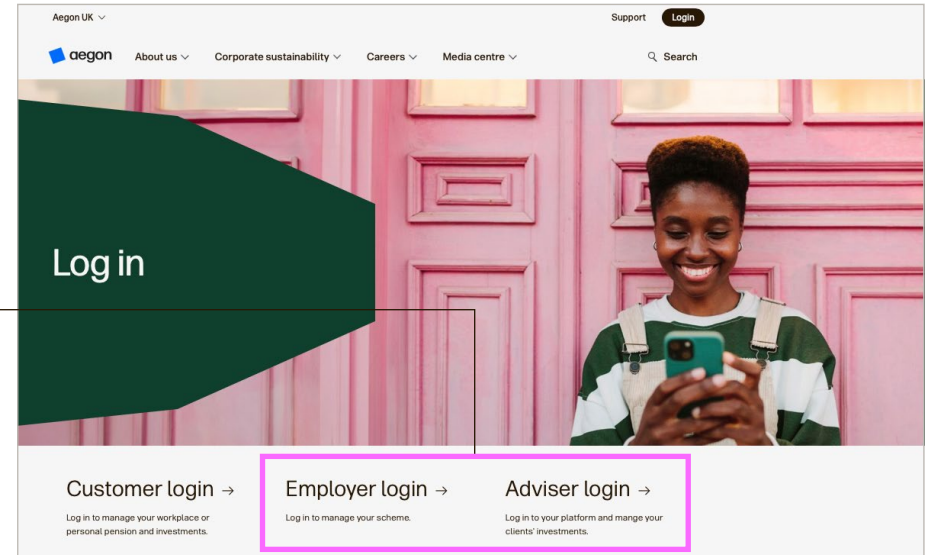 Aegon UK
Support
Login
aegon
About us
Corporate sustainability
Careers
Media centre
Search
Log in
Customer login →
Log in to manage your workplace or
personal pension and investments.
Employer login →
Log in to manage your scheme.
Adviser login →
Log in to your platform and mange your
clients' investments.